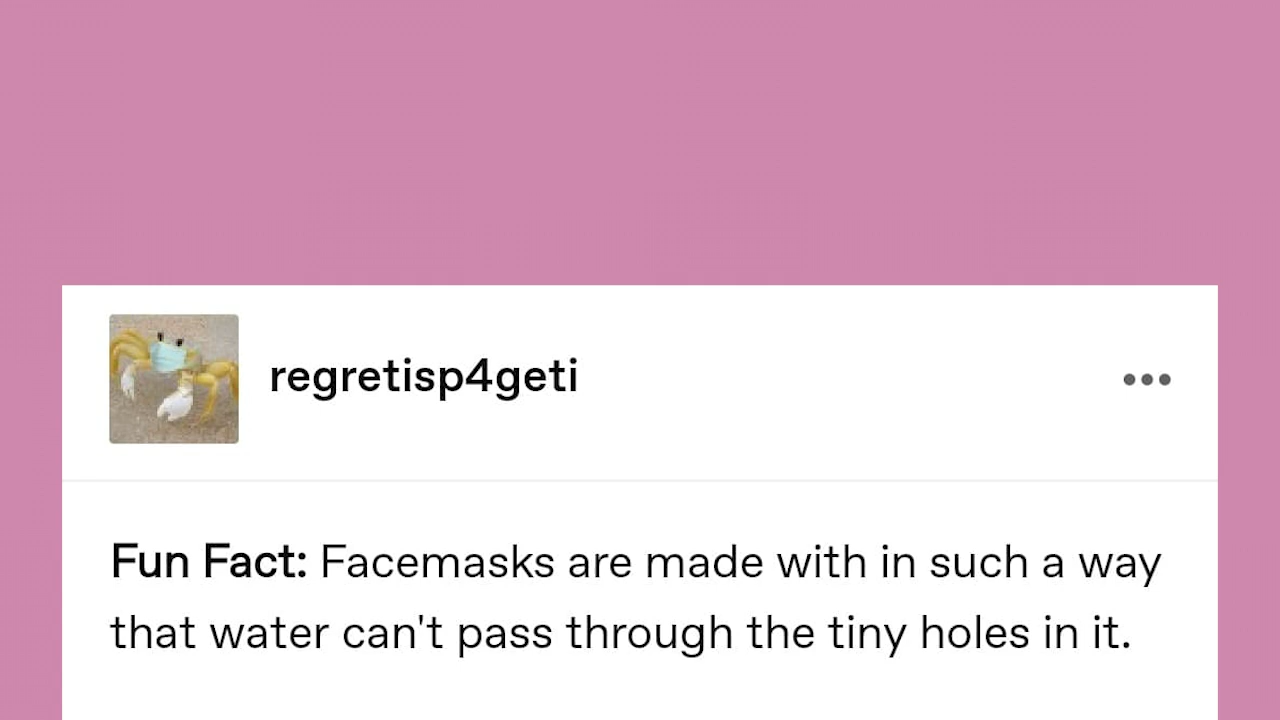 regretisp4geti
Fun Fact: Facemasks are made with in such a way
that water can't pass through the tiny holes in it.